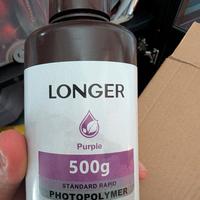 LONGER
Purple
500g
STANDARD RAPID
PHOTOPOLYMER